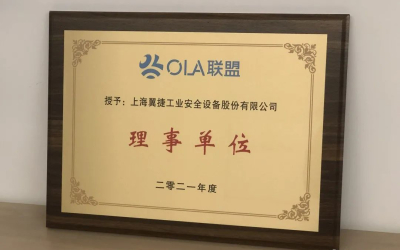 OLA联盟
授予：上海翼捷工业安全设备股份有限公司
理事单位
二零二一年度